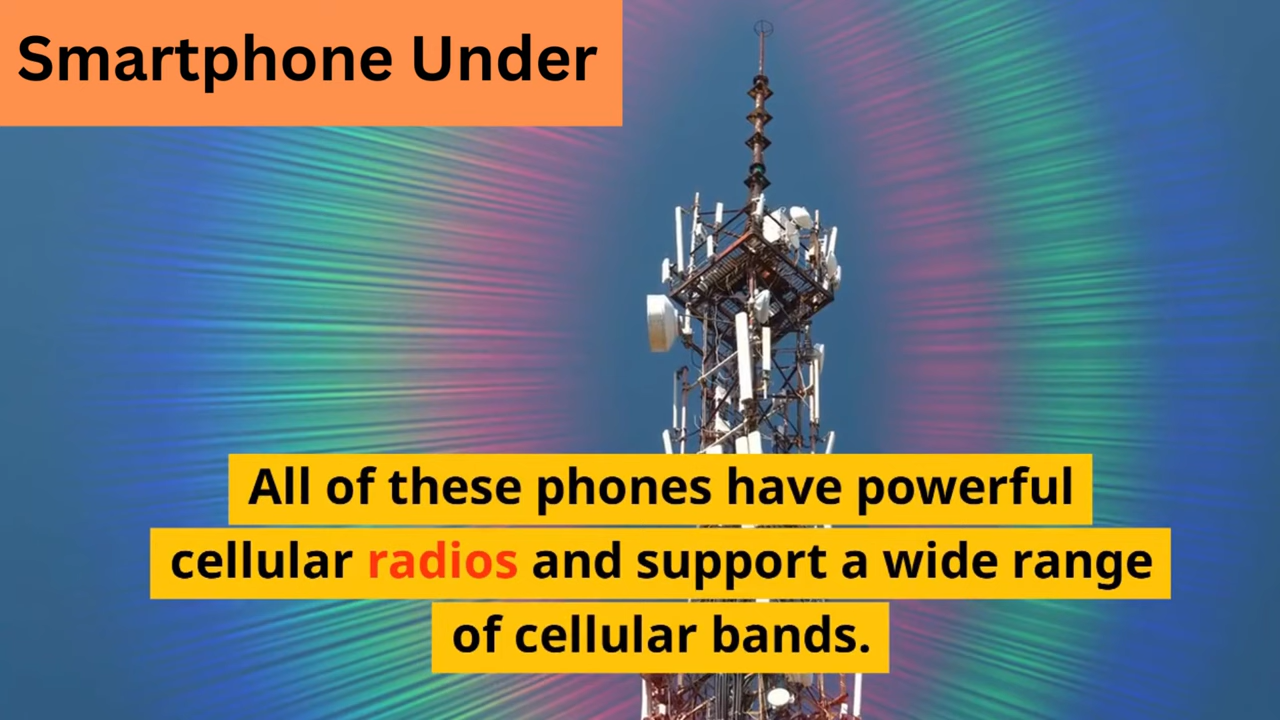 Smartphone Under
All of these phones have powerful
cellular radios and support a wide range
of cellular bands.